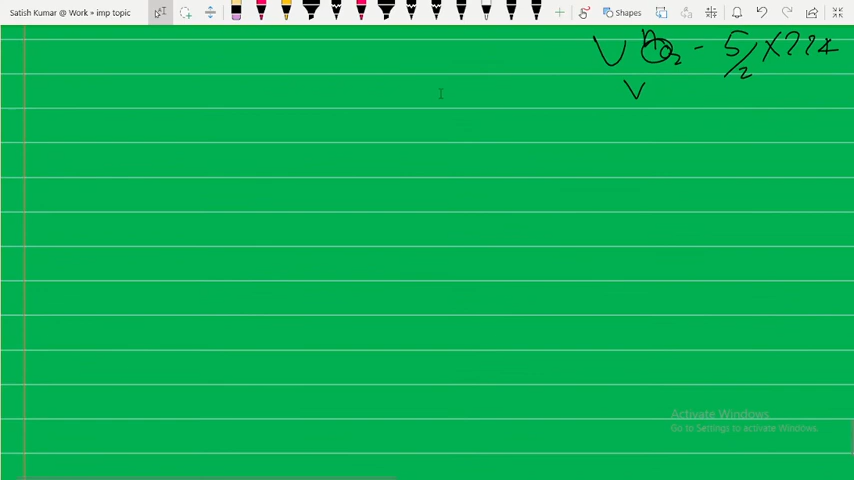 Satish Kumar @ Work » imp topic
Shapes
V n O₂ - 5/2 × 22.4
V
Activate Windows
Go to Settings to activate Windows.